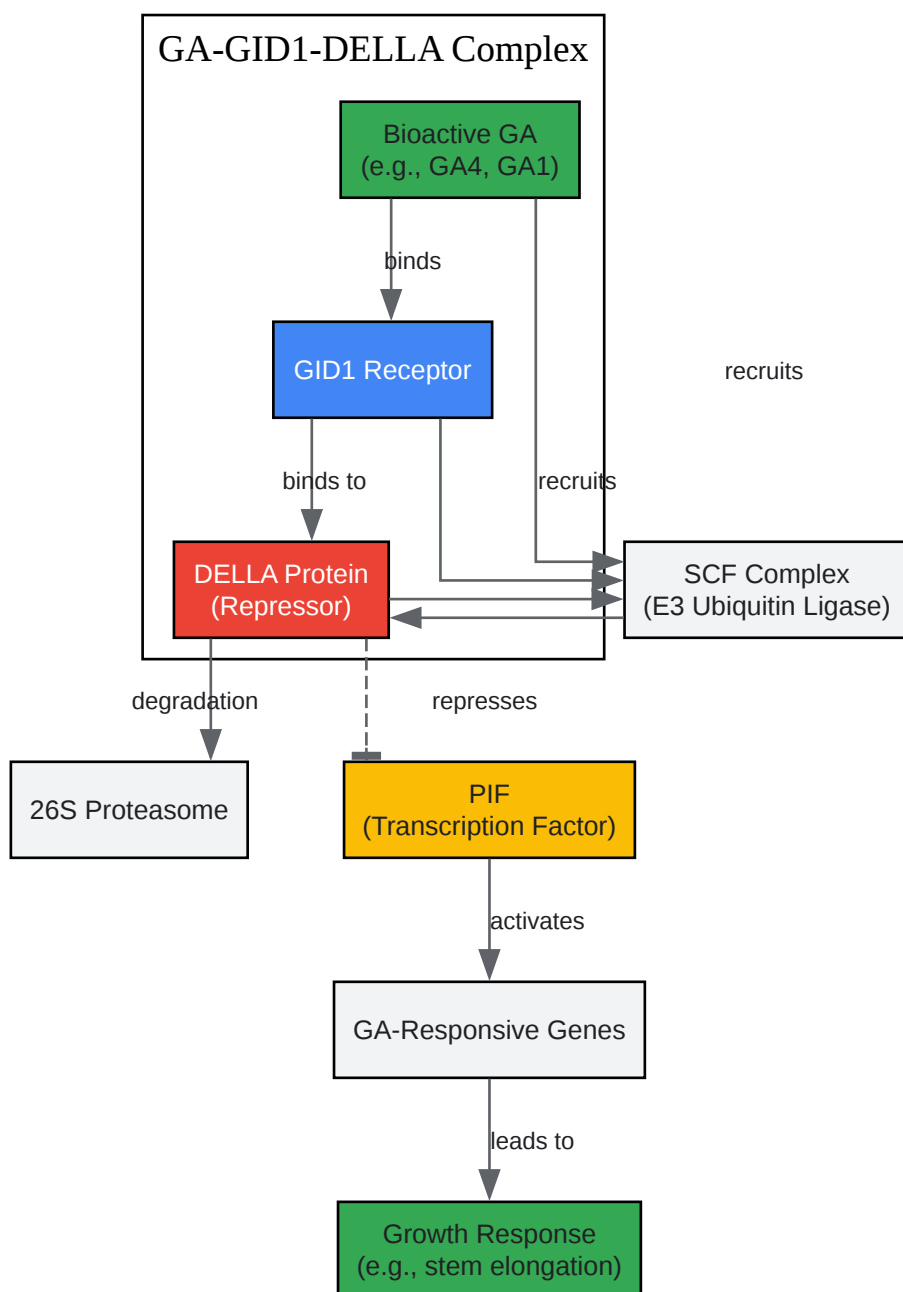 GA-GID1-DELLA Complex
Bioactive GA
(e.g., GA4, GA1)
binds
GID1 Receptor
recruits
binds to
recruits
DELLA Protein
(Repressor)
SCF Complex
(E3 Ubiquitin Ligase)
degradation
represses
26S Proteasome
PIF
(Transcription Factor)
activates
GA-Responsive Genes
leads to
Growth Response
(e.g., stem elongation)